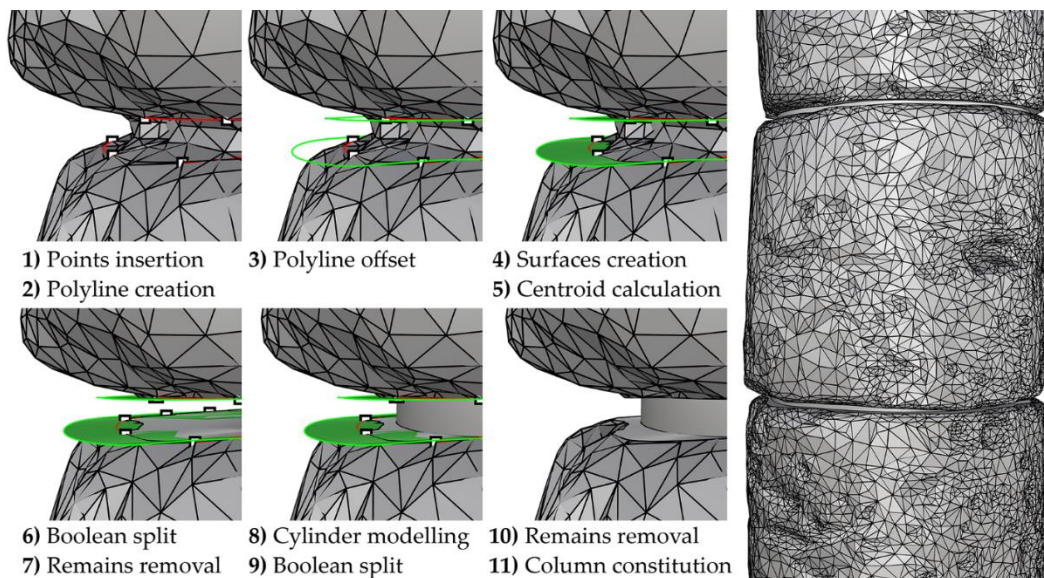 1) Points insertion
2) Polyline creation
3) Polyline offset
4) Surfaces creation
5) Centroid calculation
6) Boolean split
7) Remains removal
8) Cylinder modelling
9) Boolean split
10) Remains removal
11) Column constitution